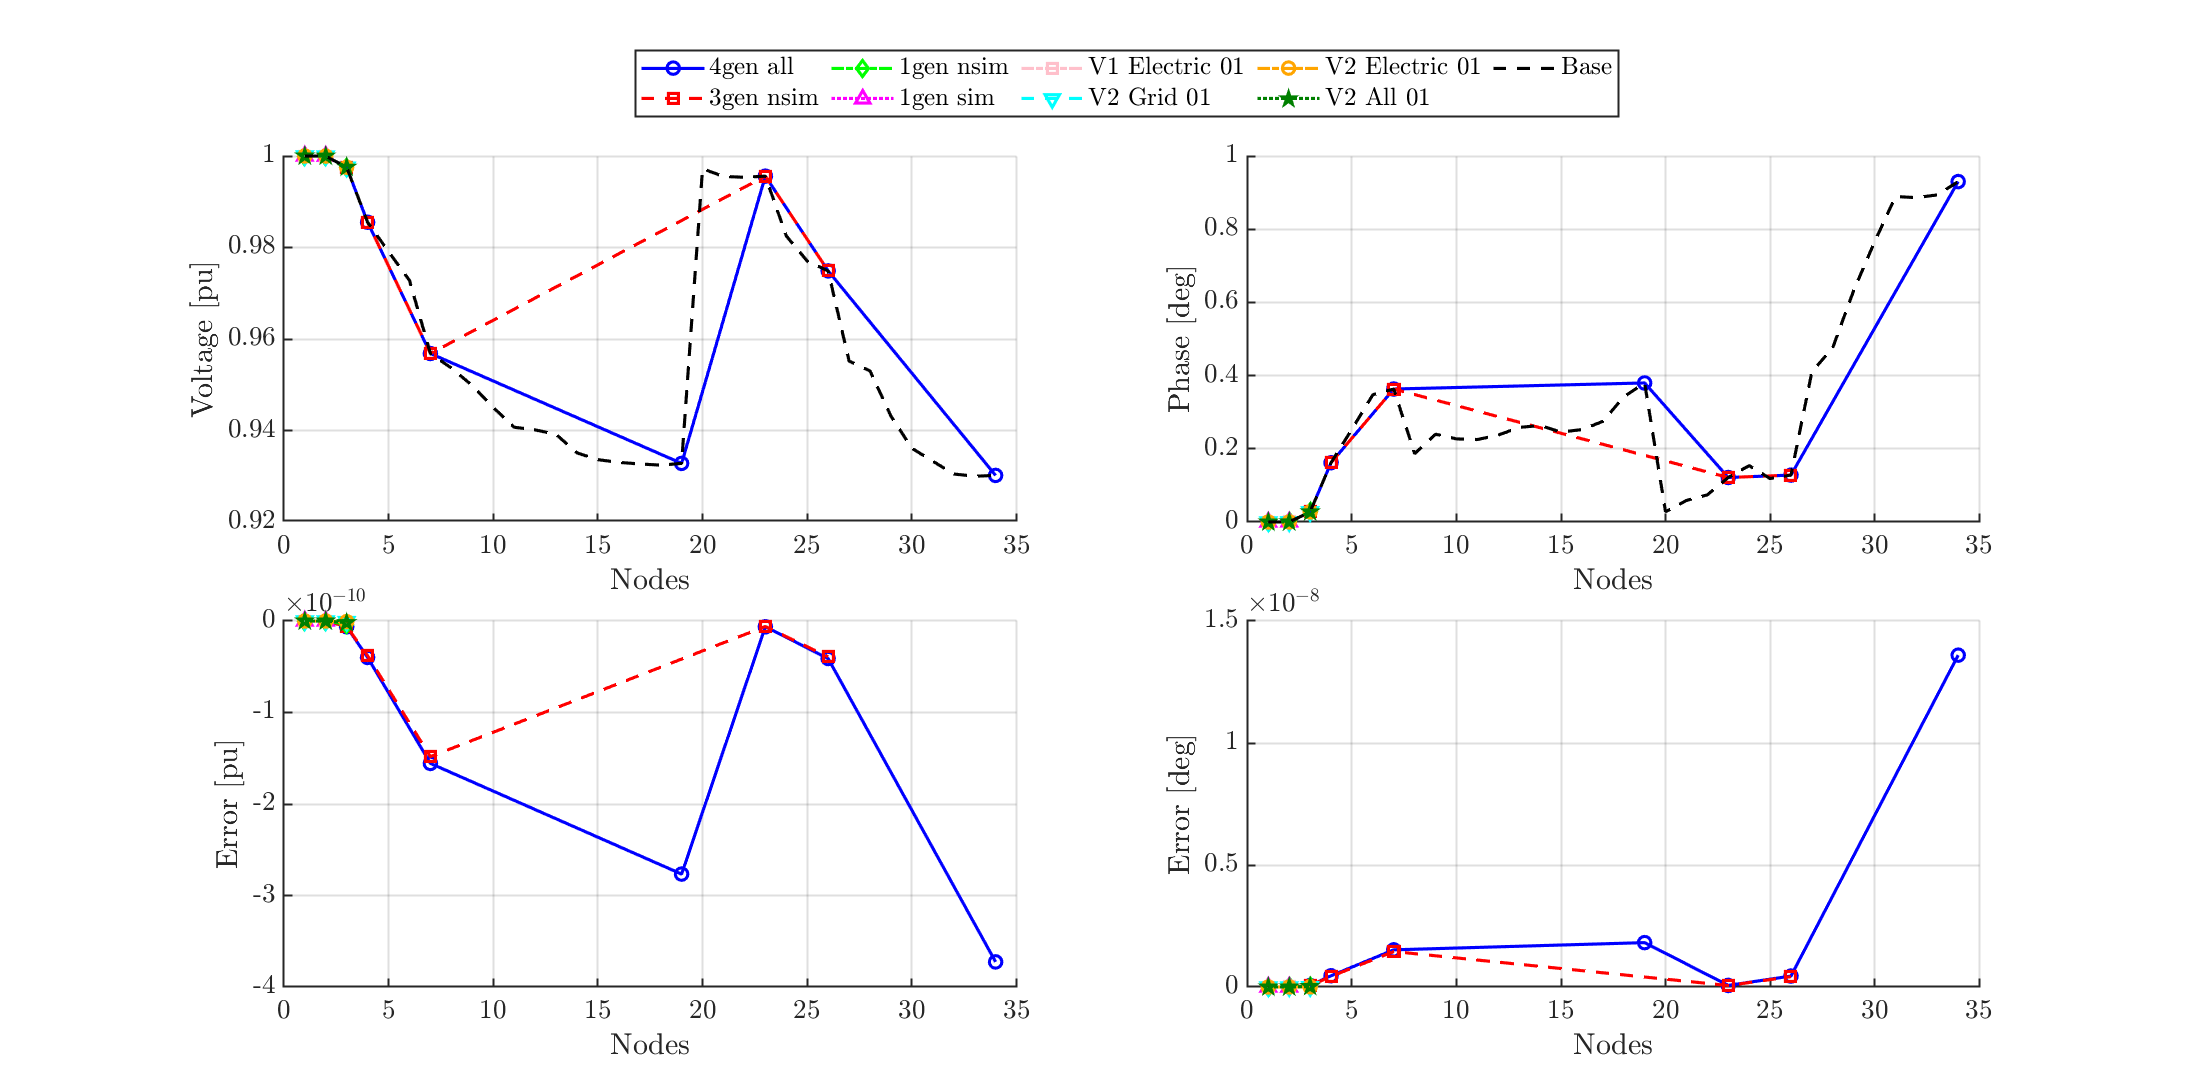 4gen all 1gen nsim V1 Electric 01 V2 Electric 01 Base
3gen nsim 1gen sim V2 Grid 01 V2 All 01
Voltage [pu]
1
0.98
0.96
0.94
0.92
0 5 10 15 20 25 30 35
Nodes
Phase [deg]
1
0.8
0.6
0.4
0.2
0
0 5 10 15 20 25 30 35
Nodes
×10⁻¹⁰
Error [pu]
0
-1
-2
-3
-4
0 5 10 15 20 25 30 35
Nodes
×10⁻⁸
Error [deg]
1.5
1
0.5
0
0 5 10 15 20 25 30 35
Nodes